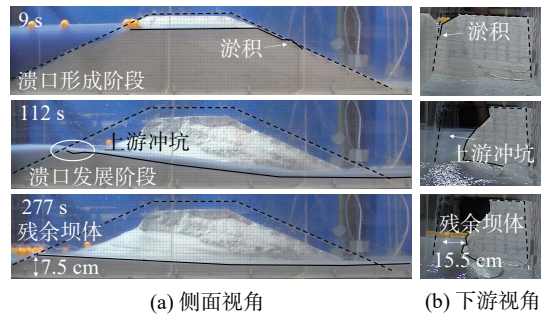 9 s
淤积
溃口形成阶段
淤积
112 s
上游冲坑
溃口发展阶段
上游冲坑
277 s
残余坝体
7.5 cm
残余坝体
15.5 cm
(a) 侧面视角
(b) 下游视角